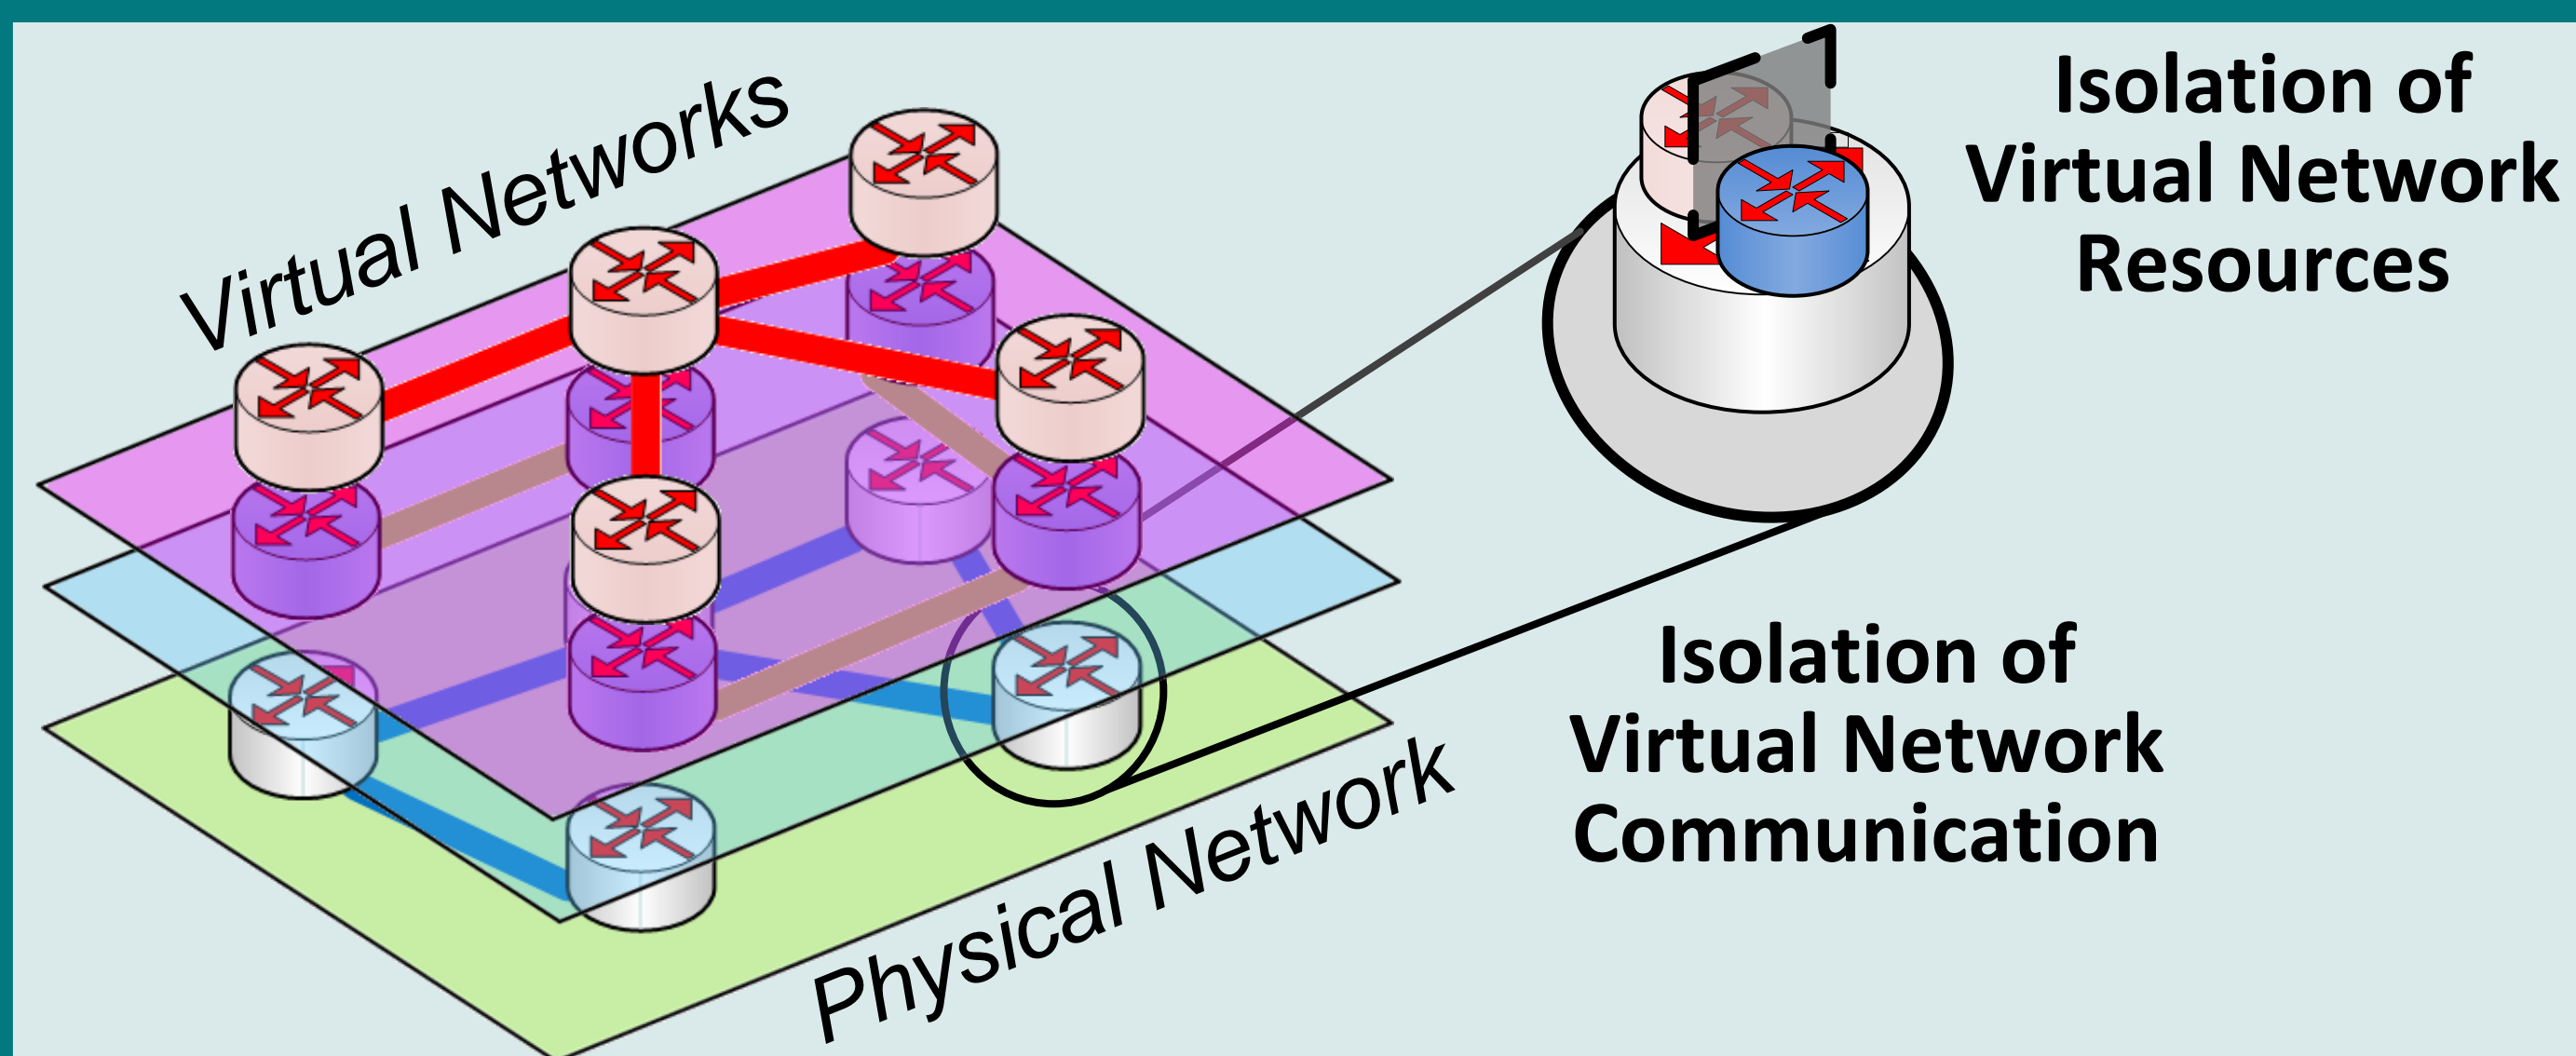 Virtual Networks
Isolation of
Virtual Network
Resources
Isolation of
Virtual Network
Communication
Physical Network